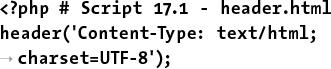 <?php # Script 17.1 - header.html
header('Content-Type: text/html;
→ charset=UTF-8');